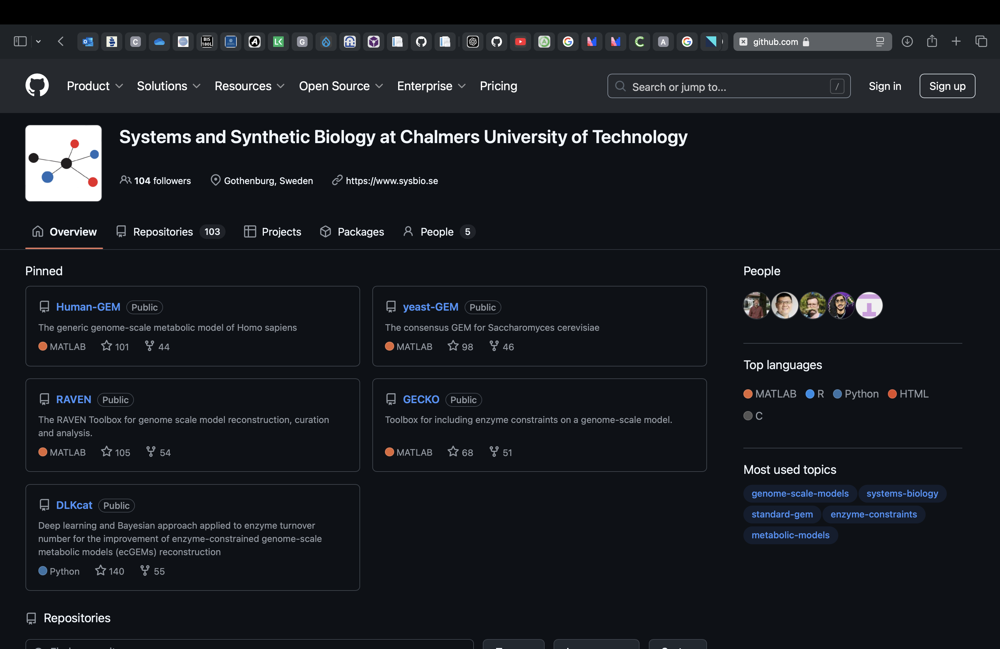 C BIS 180L A LK G A github.com
Product Solutions Resources Open Source Enterprise Pricing Search or jump to... / Sign in Sign up
Systems and Synthetic Biology at Chalmers University of Technology
104 followers Gothenburg, Sweden https://www.sysbio.se
Overview Repositories 103 Projects Packages People 5
Pinned
Human-GEM Public
The generic genome-scale metabolic model of Homo sapiens
MATLAB 101 44
yeast-GEM Public
The consensus GEM for Saccharomyces cerevisiae
MATLAB 98 46
RAVEN Public
The RAVEN Toolbox for genome scale model reconstruction, curation
and analysis.
MATLAB 105 54
GECKO Public
Toolbox for including enzyme constraints on a genome-scale model.
MATLAB 68 51
DLKcat Public
Deep learning and Bayesian approach applied to enzyme turnover
number for the improvement of enzyme-constrained genome-scale
metabolic models (ecGEMs) reconstruction
Python 140 55
People
Top languages
MATLAB R Python HTML
C
Most used topics
genome-scale-models systems-biology
standard-gem enzyme-constraints
metabolic-models
Repositories